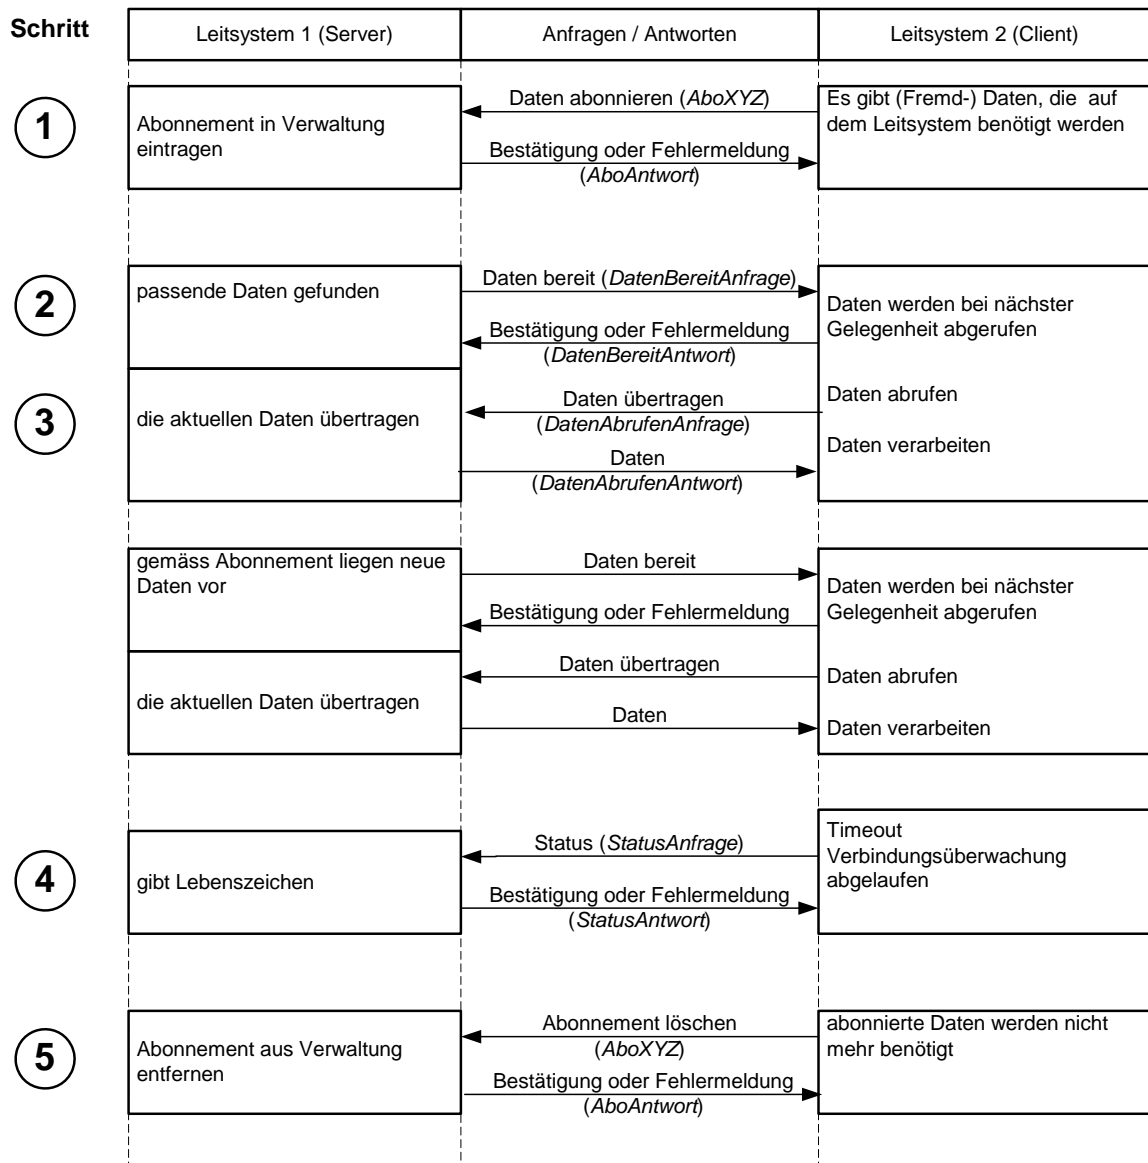 Schritt
Leitsystem 1 (Server)
Anfragen / Antworten
Leitsystem 2 (Client)
1
Abonnement in Verwaltung
eintragen
Daten abonnieren (AboXYZ)
Bestätigung oder Fehlermeldung
(AboAntwort)
Es gibt (Fremd-) Daten, die auf
dem Leitsystem benötigt werden
2
passende Daten gefunden
Daten bereit (DatenBereitAnfrage)
Bestätigung oder Fehlermeldung
(DatenBereitAntwort)
Daten werden bei nächster
Gelegenheit abgerufen
3
die aktuellen Daten übertragen
Daten übertragen
(DatenAbrufenAnfrage)
Daten
(DatenAbrufenAntwort)
Daten abrufen
Daten verarbeiten
gemäss Abonnement liegen neue
Daten vor
Daten bereit
Bestätigung oder Fehlermeldung
Daten werden bei nächster
Gelegenheit abgerufen
die aktuellen Daten übertragen
Daten übertragen
Daten
Daten abrufen
Daten verarbeiten
4
gibt Lebenszeichen
Status (StatusAnfrage)
Bestätigung oder Fehlermeldung
(StatusAntwort)
Timeout
Verbindungsüberwachung
abgelaufen
5
Abonnement aus Verwaltung
entfernen
Abonnement löschen
(AboXYZ)
Bestätigung oder Fehlermeldung
(AboAntwort)
abonnierte Daten werden nicht
mehr benötigt